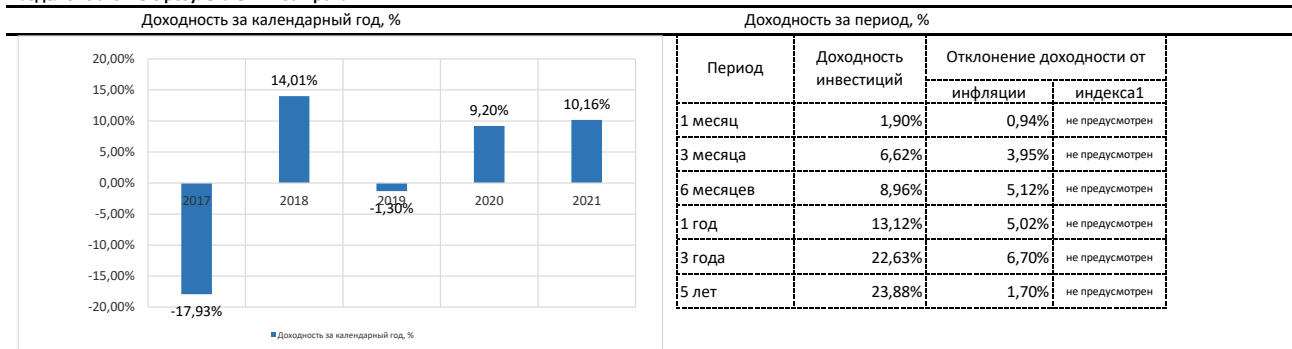 Доходность за календарный год, %
Доходность за период, %
20,00%
15,00%
10,00%
5,00%
0,00%
-5,00%
-10,00%
-15,00%
-20,00%
14,01%
9,20%
10,16%
2017
2018
2019
2020
2021
-1,30%
-17,93%
Доходность за календарный год, %
Период Доходность инвестиций Отклонение доходности от
инфляции индекса1
1 месяц 1,90% 0,94% не предусмотрен
3 месяца 6,62% 3,95% не предусмотрен
6 месяцев 8,96% 5,12% не предусмотрен
1 год 13,12% 5,02% не предусмотрен
3 года 22,63% 6,70% не предусмотрен
5 лет 23,88% 1,70% не предусмотрен